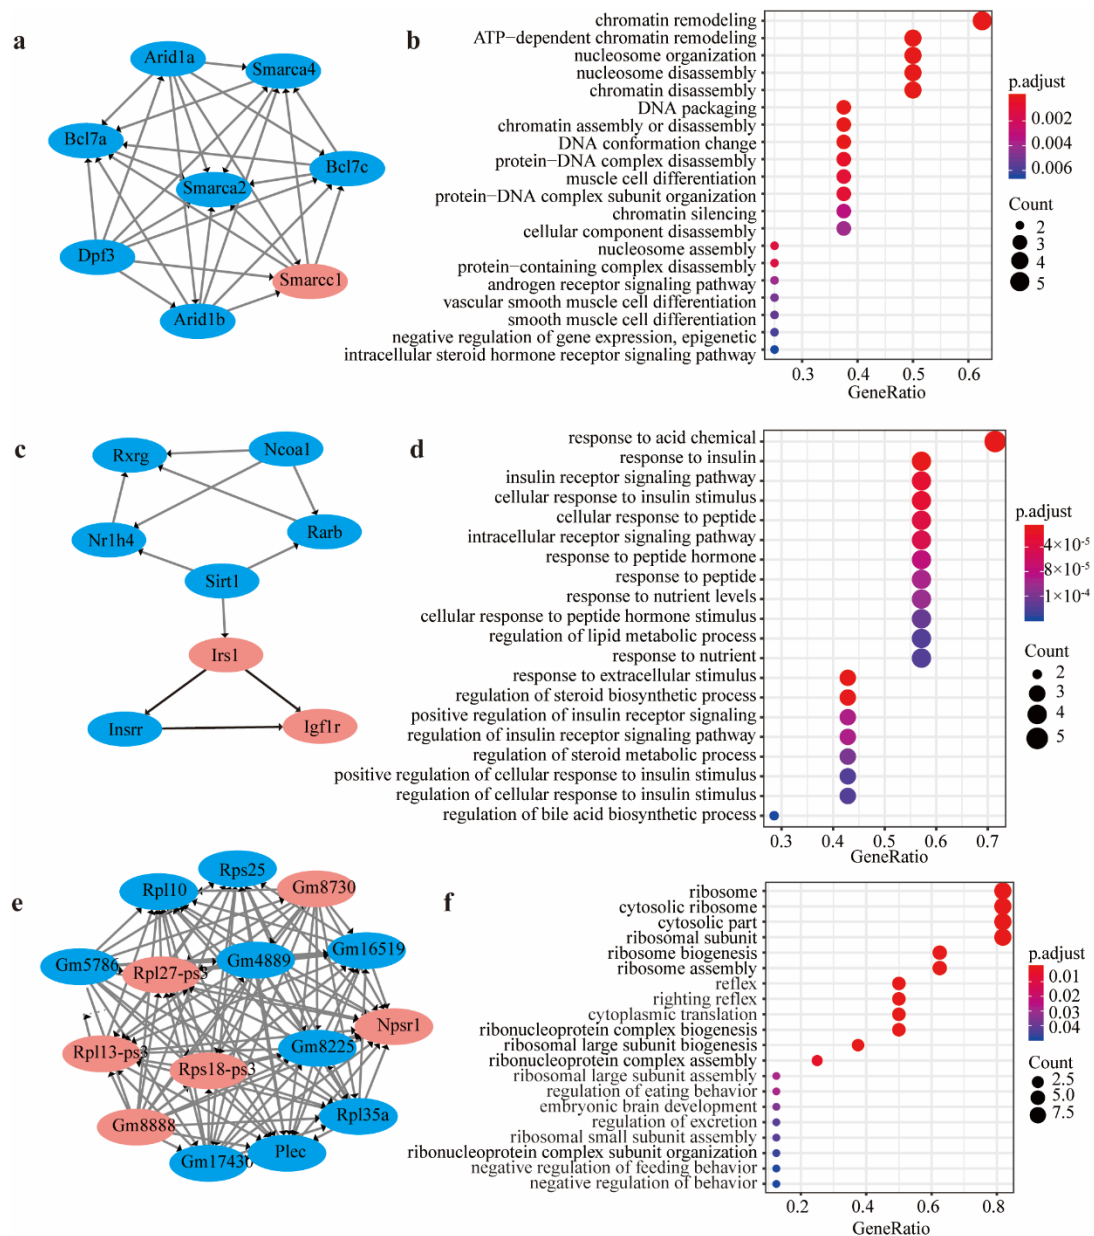 a
Arid1a
Smarca4
Bcl7a
Bcl7c
Smarca2
Dpf3
Smarcc1
Arid1b
b
chromatin remodeling
ATP−dependent chromatin remodeling
nucleosome organization
nucleosome disassembly
chromatin disassembly
DNA packaging
chromatin assembly or disassembly
DNA conformation change
protein−DNA complex disassembly
muscle cell differentiation
protein−DNA complex subunit organization
chromatin silencing
cellular component disassembly
nucleosome assembly
protein−containing complex disassembly
androgen receptor signaling pathway
vascular smooth muscle cell differentiation
smooth muscle cell differentiation
negative regulation of gene expression, epigenetic
intracellular steroid hormone receptor signaling pathway
0.3 0.4 0.5 0.6
GeneRatio
p.adjust
0.002
0.004
0.006
Count
2
3
4
5
c
Rxrg
Ncoa1
Nr1h4
Rarb
Sirt1
Irs1
Insrr
Igf1r
d
response to acid chemical
response to insulin
insulin receptor signaling pathway
cellular response to insulin stimulus
cellular response to peptide
intracellular receptor signaling pathway
response to peptide hormone
response to peptide
response to nutrient levels
cellular response to peptide hormone stimulus
regulation of lipid metabolic process
response to nutrient
response to extracellular stimulus
regulation of steroid biosynthetic process
positive regulation of insulin receptor signaling
regulation of insulin receptor signaling pathway
regulation of steroid metabolic process
positive regulation of cellular response to insulin stimulus
regulation of cellular response to insulin stimulus
regulation of bile acid biosynthetic process
0.3 0.4 0.5 0.6 0.7
GeneRatio
p.adjust
4×10⁻⁵
8×10⁻⁵
1×10⁻⁴
Count
2
3
4
5
e
Rps25
Rpl10
Gm8730
Gm16519
Gm4889
Gm5786
Rpl27-ps3
Npsr1
Gm8225
Rpl13-ps3
Rps18-ps3
Rpl35a
Gm8888
Plec
Gm17430
f
ribosome
cytosolic ribosome
cytosolic part
ribosomal subunit
ribosome biogenesis
ribosome assembly
reflex
righting reflex
cytoplasmic translation
ribonucleoprotein complex biogenesis
ribosomal large subunit biogenesis
ribonucleoprotein complex assembly
ribosomal large subunit assembly
regulation of eating behavior
embryonic brain development
regulation of excretion
ribosomal small subunit assembly
ribonucleoprotein complex subunit organization
negative regulation of feeding behavior
negative regulation of behavior
0.2 0.4 0.6 0.8
GeneRatio
p.adjust
0.01
0.02
0.03
0.04
Count
2.5
5.0
7.5